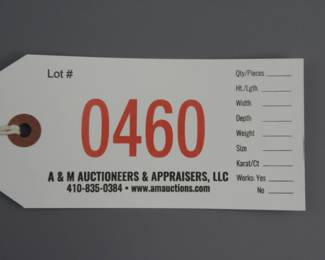 Lot #
0460
A & M AUCTIONEERS & APPRAISERS, LLC
410-835-0384 • www.amauctions.com
Qty/Pieces
Ht./Lgth.
Width
Depth
Weight
Size
Karat/Ct
Works: Yes
No